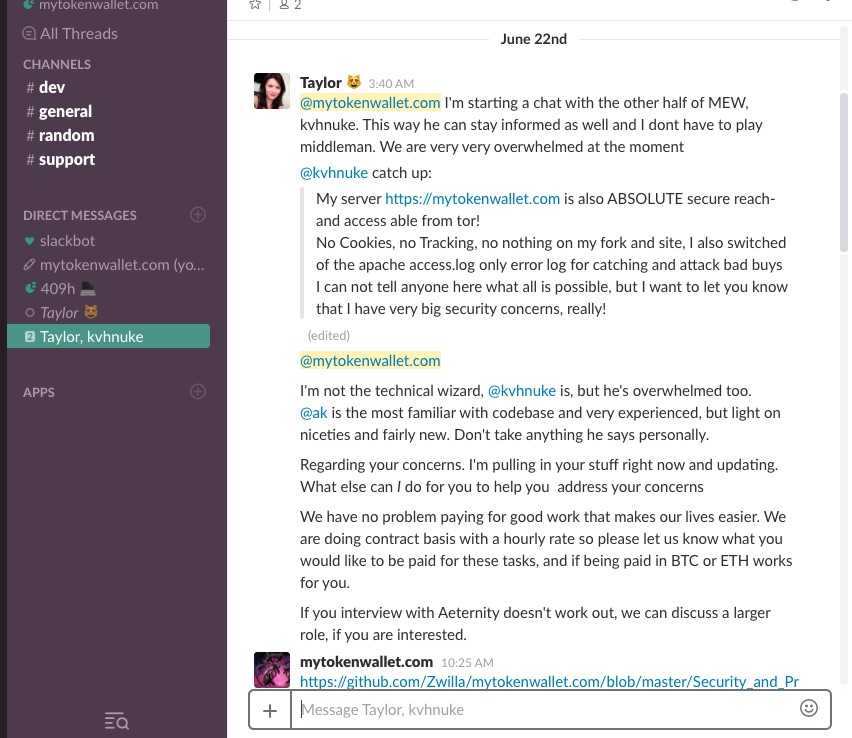 mytokenwallet.com
All Threads
CHANNELS
# dev
# general
# random
# support
DIRECT MESSAGES
slackbot
mytokenwallet.com (yo...
409h
Taylor
2 Taylor, kvhnuke
APPS
2
June 22nd
Taylor 3:40 AM
@mytokenwallet.com I'm starting a chat with the other half of MEW,
kvhnuke. This way he can stay informed as well and I dont have to play
middleman. We are very very overwhelmed at the moment
@kvhnuke catch up:
My server https://mytokenwallet.com is also ABSOLUTE secure reach-
and access able from tor!
No Cookies, no Tracking, no nothing on my fork and site, I also switched
of the apache access.log only error log for catching and attack bad buys
I can not tell anyone here what all is possible, but I want to let you know
that I have very big security concerns, really!
(edited)
@mytokenwallet.com
I'm not the technical wizard, @kvhnuke is, but he's overwhelmed too.
@ak is the most familiar with codebase and very experienced, but light on
niceties and fairly new. Don't take anything he says personally.
Regarding your concerns. I'm pulling in your stuff right now and updating.
What else can I do for you to help you  address your concerns
We have no problem paying for good work that makes our lives easier. We
are doing contract basis with a hourly rate so please let us know what you
would like to be paid for these tasks, and if being paid in BTC or ETH works
for you.
If you interview with Aeternity doesn't work out, we can discuss a larger
role, if you are interested.
mytokenwallet.com 10:25 AM
https://github.com/Zwilla/mytokenwallet.com/blob/master/Security_and_Pr
Message Taylor, kvhnuke